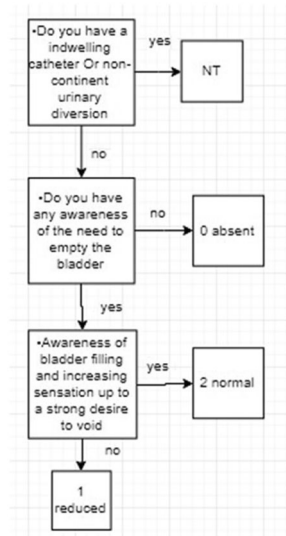 •Do you have a
indwelling
catheter Or non-
continent
urinary
diversion
yes
NT
no
•Do you have
any awareness
of the need to
empty the
bladder
no
0 absent
yes
•Awareness of
bladder filling
and increasing
sensation up to
a strong desire
to void
yes
2 normal
no
1
reduced